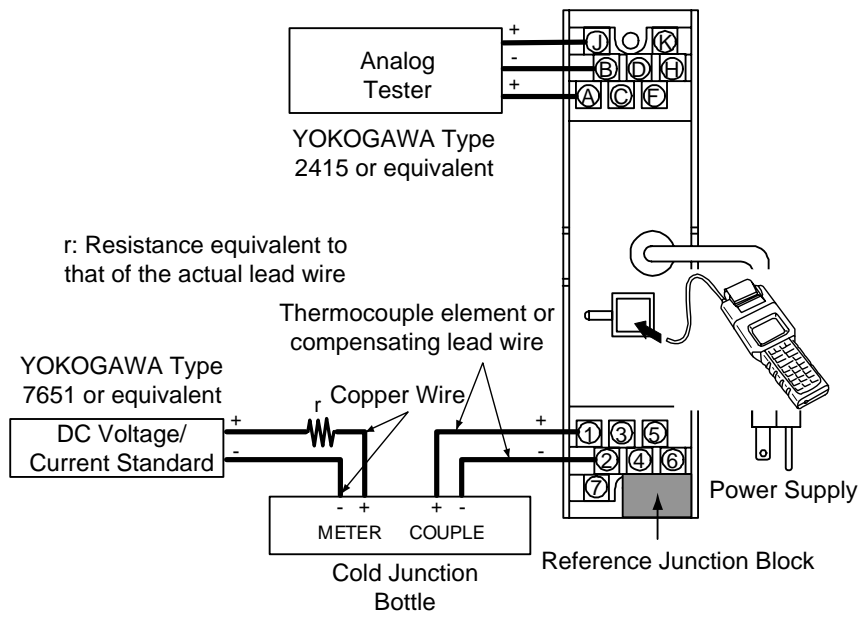 Analog
Tester
+
-
+
J K
B D H
A C F
YOKOGAWA Type
2415 or equivalent
r: Resistance equivalent to
that of the actual lead wire
Thermocouple element or
compensating lead wire
YOKOGAWA Type
7651 or equivalent
r
Copper Wire
+
-
DC Voltage/
Current Standard
+
-
1 3 5
2 4 6
7
- +
+ -
METER COUPLE
Cold Junction
Bottle
Power Supply
Reference Junction Block